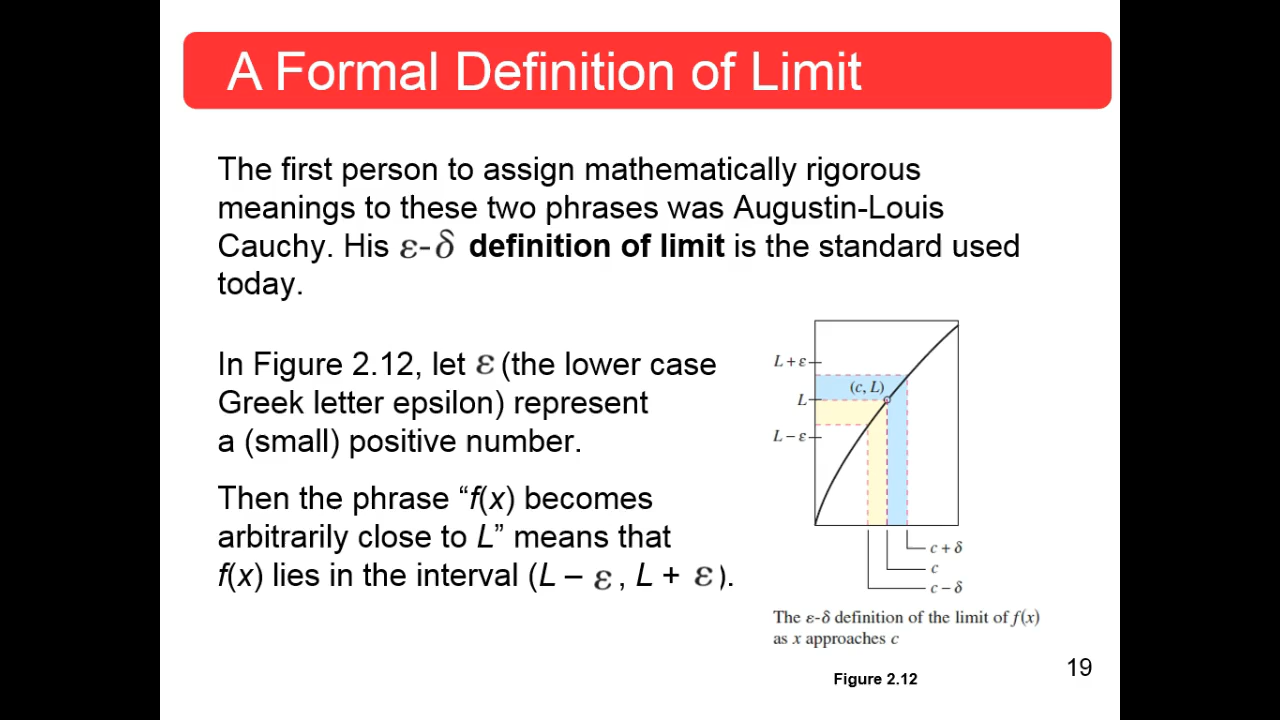 A Formal Definition of Limit
The first person to assign mathematically rigorous
meanings to these two phrases was Augustin-Louis
Cauchy. His ε-δ definition of limit is the standard used
today.
In Figure 2.12, let ε (the lower case
Greek letter epsilon) represent
a (small) positive number.
Then the phrase “f(x) becomes
arbitrarily close to L” means that
f(x) lies in the interval (L – ε, L + ε).
L + ε
(c, L)
L
L − ε
c + δ
c
c − δ
The ε-δ definition of the limit of f(x)
as x approaches c
Figure 2.12
19